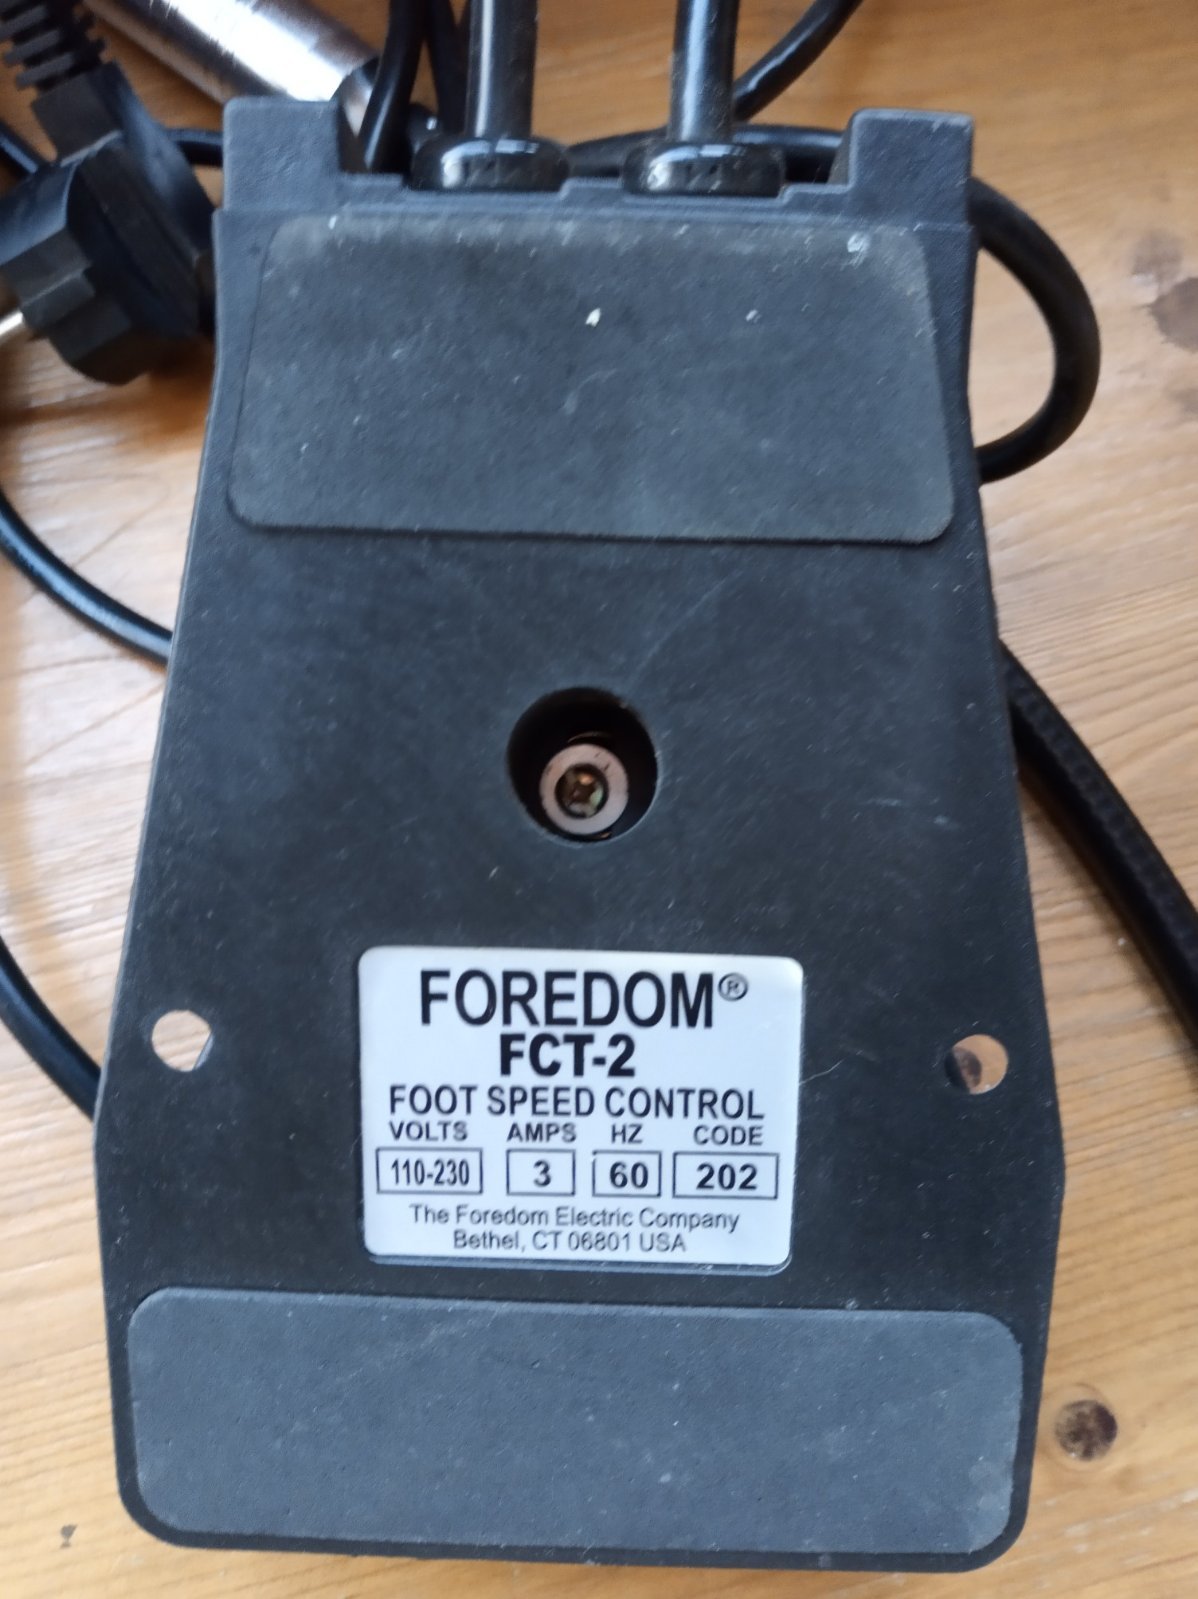 FOREDOM®
FCT-2
FOOT SPEED CONTROL
VOLTS AMPS HZ CODE
110-230 3 60 202
The Foredom Electric Company
Bethel, CT 06801 USA